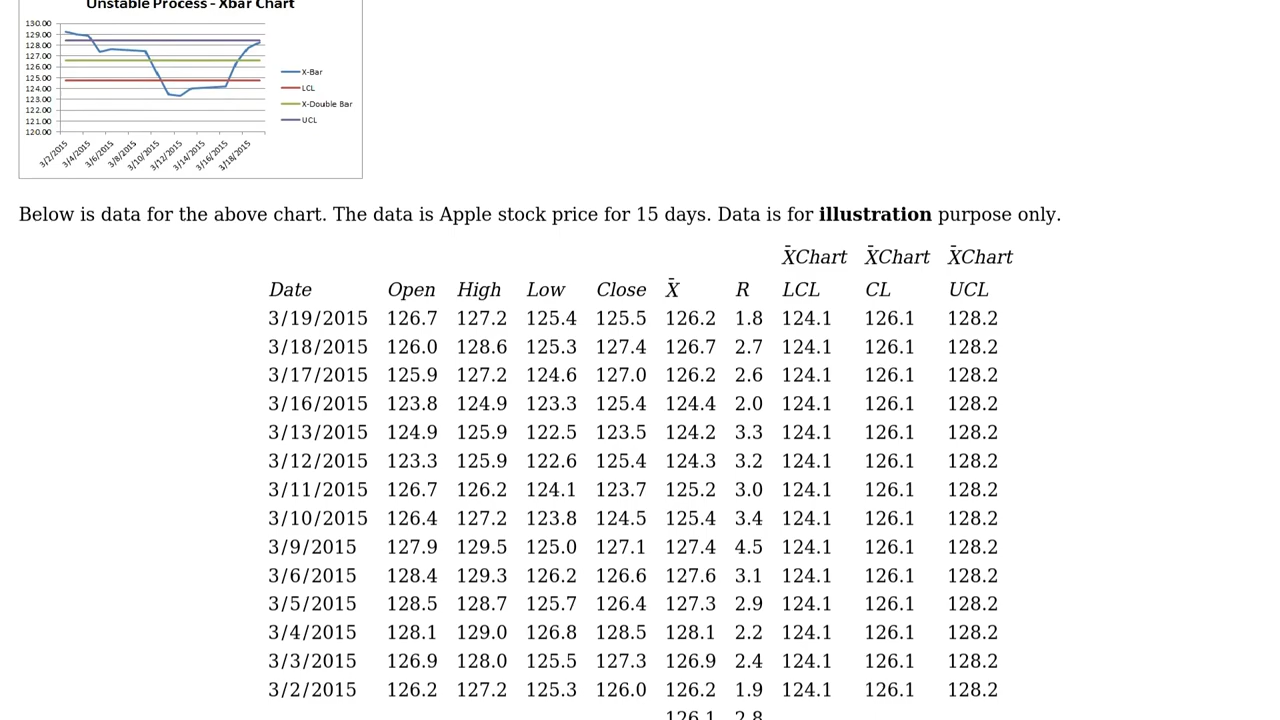 Unstable Process - Xbar Chart
130.00
129.00
128.00
127.00
126.00
125.00
124.00
123.00
122.00
121.00
120.00
X-Bar
LCL
X-Double Bar
UCL
3/2/2015 3/4/2015 3/6/2015 3/8/2015 3/10/2015 3/12/2015 3/14/2015 3/16/2015 3/18/2015
Below is data for the above chart. The data is Apple stock price for 15 days. Data is for illustration purpose only.
X̄Chart X̄Chart X̄Chart
Date Open High Low Close X̄ R LCL CL UCL
3/19/2015 126.7 127.2 125.4 125.5 126.2 1.8 124.1 126.1 128.2
3/18/2015 126.0 128.6 125.3 127.4 126.7 2.7 124.1 126.1 128.2
3/17/2015 125.9 127.2 124.6 127.0 126.2 2.6 124.1 126.1 128.2
3/16/2015 123.8 124.9 123.3 125.4 124.4 2.0 124.1 126.1 128.2
3/13/2015 124.9 125.9 122.5 123.5 124.2 3.3 124.1 126.1 128.2
3/12/2015 123.3 125.9 122.6 125.4 124.3 3.2 124.1 126.1 128.2
3/11/2015 126.7 126.2 124.1 123.7 125.2 3.0 124.1 126.1 128.2
3/10/2015 126.4 127.2 123.8 124.5 125.4 3.4 124.1 126.1 128.2
3/9/2015 127.9 129.5 125.0 127.1 127.4 4.5 124.1 126.1 128.2
3/6/2015 128.4 129.3 126.2 126.6 127.6 3.1 124.1 126.1 128.2
3/5/2015 128.5 128.7 125.7 126.4 127.3 2.9 124.1 126.1 128.2
3/4/2015 128.1 129.0 126.8 128.5 128.1 2.2 124.1 126.1 128.2
3/3/2015 126.9 128.0 125.5 127.3 126.9 2.4 124.1 126.1 128.2
3/2/2015 126.2 127.2 125.3 126.0 126.2 1.9 124.1 126.1 128.2
126.1 2.8